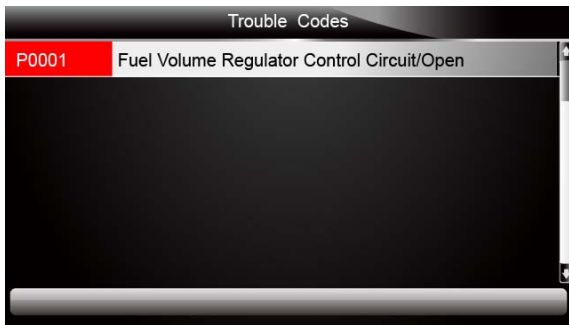 Trouble Codes
P0001 Fuel Volume Regulator Control Circuit/Open